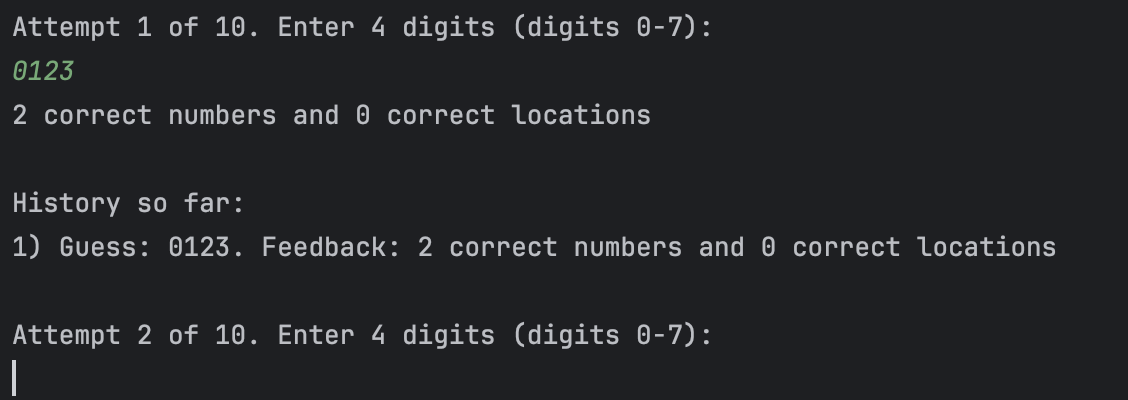 Attempt 1 of 10. Enter 4 digits (digits 0-7):
0123
2 correct numbers and 0 correct locations
History so far:
1) Guess: 0123. Feedback: 2 correct numbers and 0 correct locations
Attempt 2 of 10. Enter 4 digits (digits 0-7):